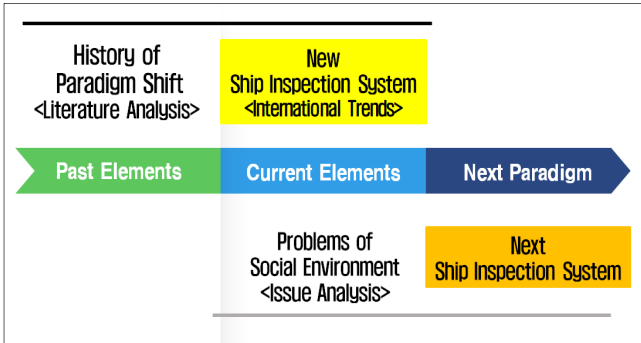 History of
Paradigm Shift
<Literature Analysis>
New
Ship Inspection System
<International Trends>
Past Elements
Current Elements
Next Paradigm
Problems of
Social Environment
<Issue Analysis>
Next
Ship Inspection System